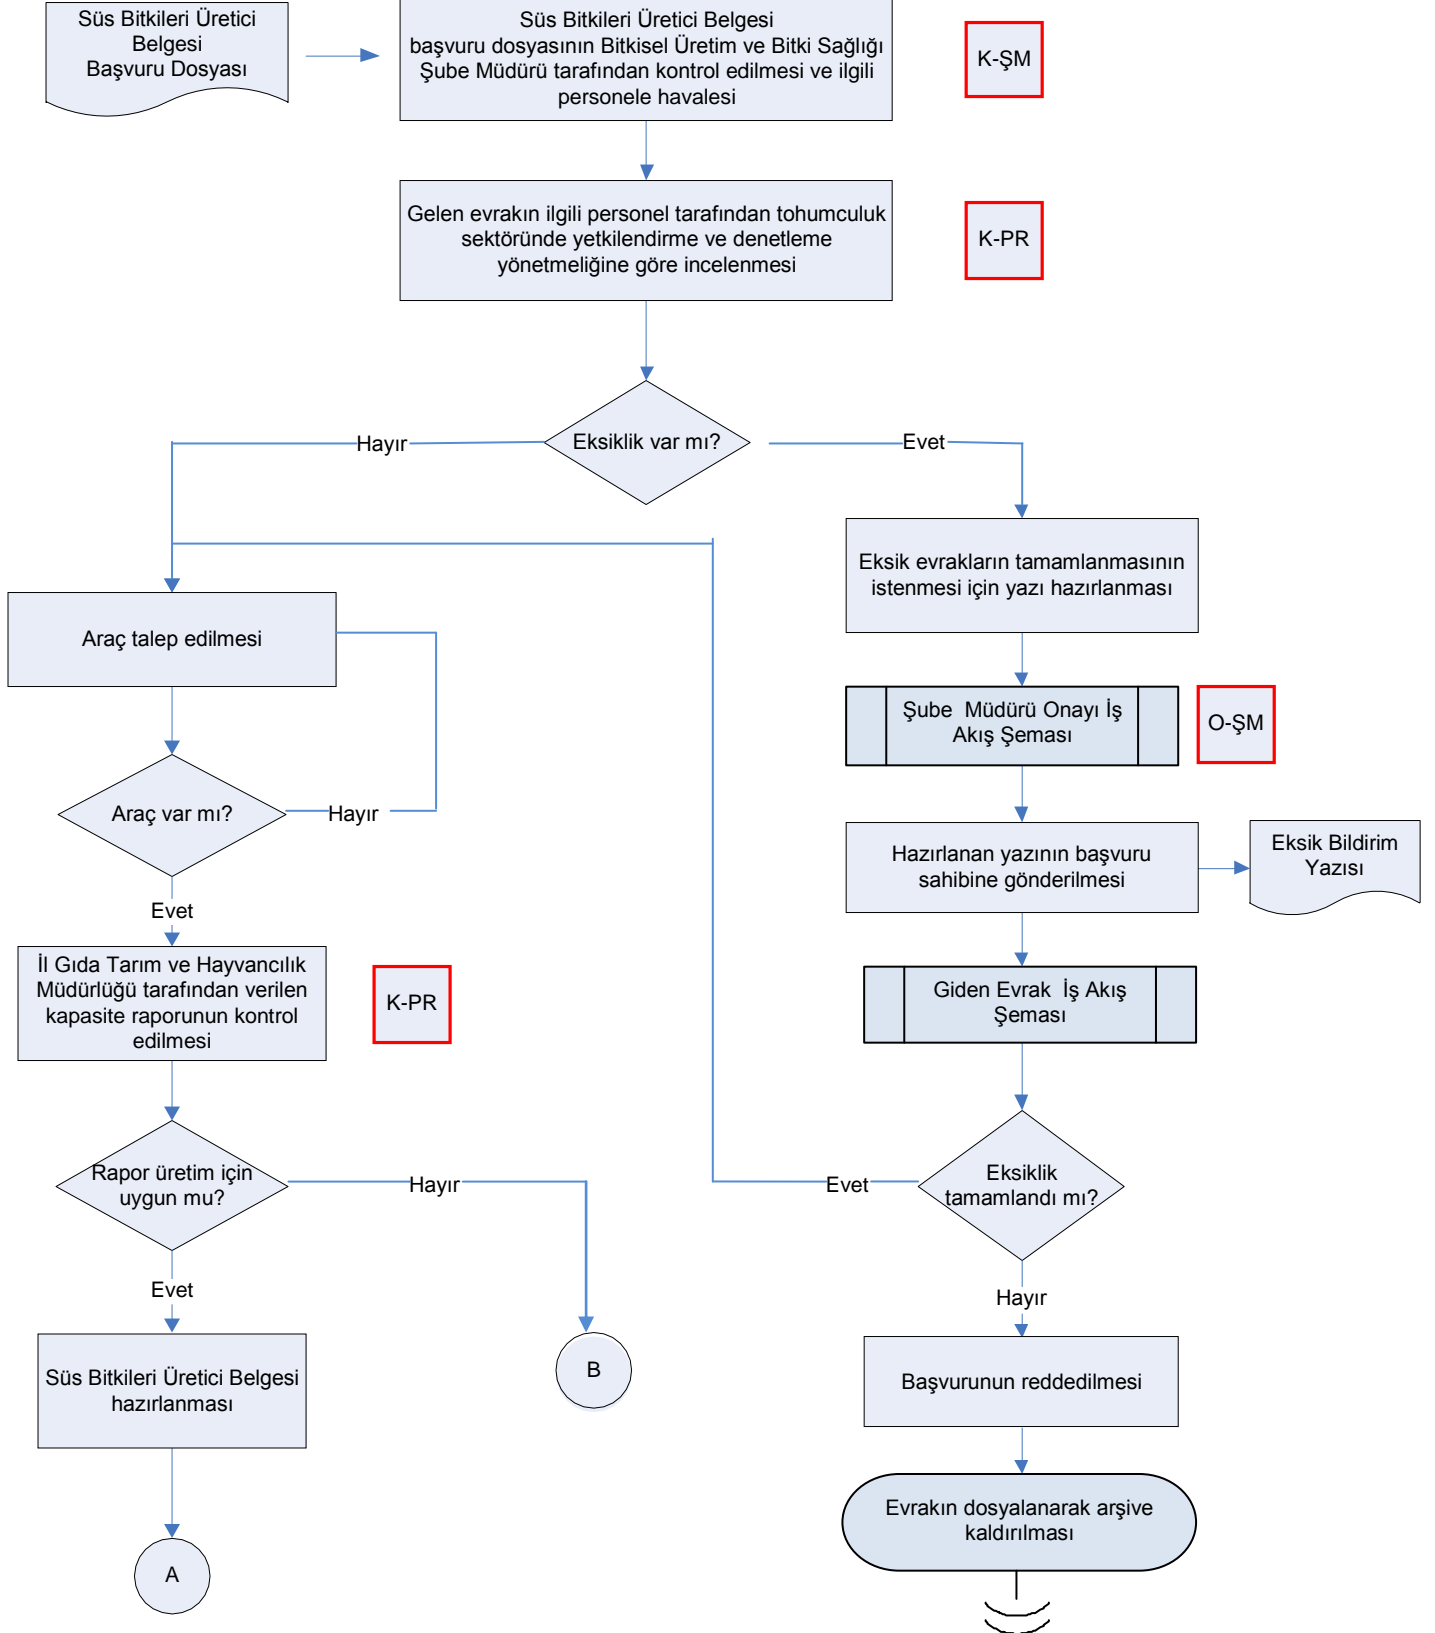 Süs Bitkileri Üretici
Belgesi
Başvuru Dosyası
Süs Bitkileri Üretici Belgesi
başvuru dosyasının Bitkisel Üretim ve Bitki Sağlığı
Şube Müdürü tarafından kontrol edilmesi ve ilgili
personele havalesi
K-ŞM
Gelen evrakın ilgili personel tarafından tohumculuk
sektöründe yetkilendirme ve denetleme
yönetmeliğine göre incelenmesi
K-PR
Eksiklik var mı?
Hayır
Evet
Eksik evrakların tamamlanmasının
istenmesi için yazı hazırlanması
Araç talep edilmesi
Şube Müdürü Onayı İş
Akış Şeması
O-ŞM
Araç var mı?
Hayır
Hazırlanan yazının başvuru
sahibine gönderilmesi
Eksik Bildirim
Yazısı
Evet
İl Gıda Tarım ve Hayvancılık
Müdürlüğü tarafından verilen
kapasite raporunun kontrol
edilmesi
K-PR
Giden Evrak İş Akış
Şeması
Rapor üretim için
uygun mu?
Hayır
Evet
Eksiklik
tamamlandı mı?
Evet
Hayır
Süs Bitkileri Üretici Belgesi
hazırlanması
B
Başvurunun reddedilmesi
Evrakın dosyalanarak arşive
kaldırılması
A